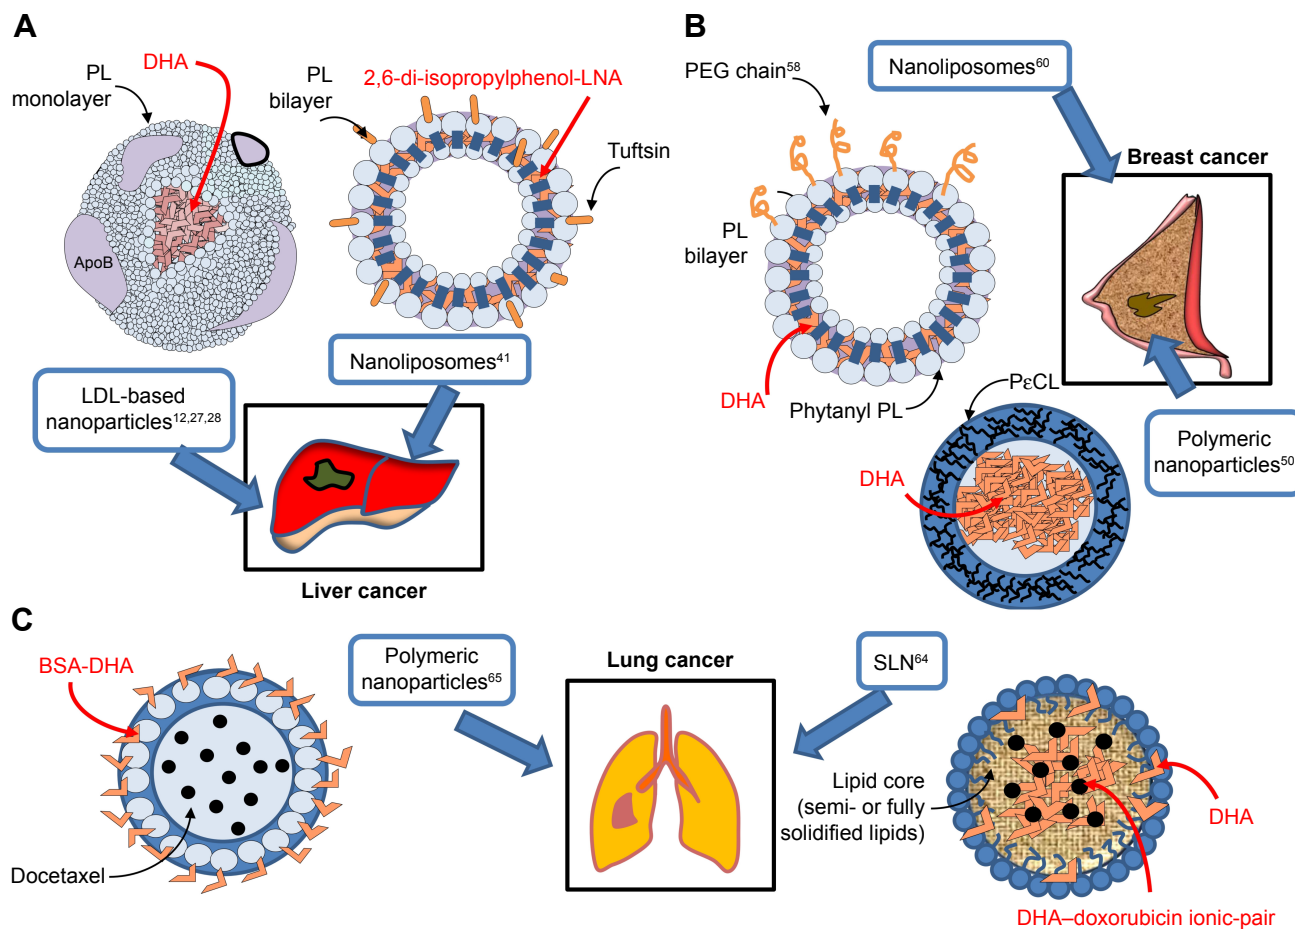 A
DHA
PL
monolayer
ApoB
PL
bilayer
2,6-di-isopropylphenol-LNA
Tuftsin
LDL-based
nanoparticles12,27,28
Nanoliposomes41
Liver cancer
B
PEG chain58
Nanoliposomes60
Breast cancer
PL
bilayer
DHA
Phytanyl PL
PεCL
DHA
Polymeric
nanoparticles50
C
BSA-DHA
Docetaxel
Polymeric
nanoparticles65
Lung cancer
SLN64
Lipid core
(semi- or fully
solidified lipids)
DHA
DHA–doxorubicin ionic-pair